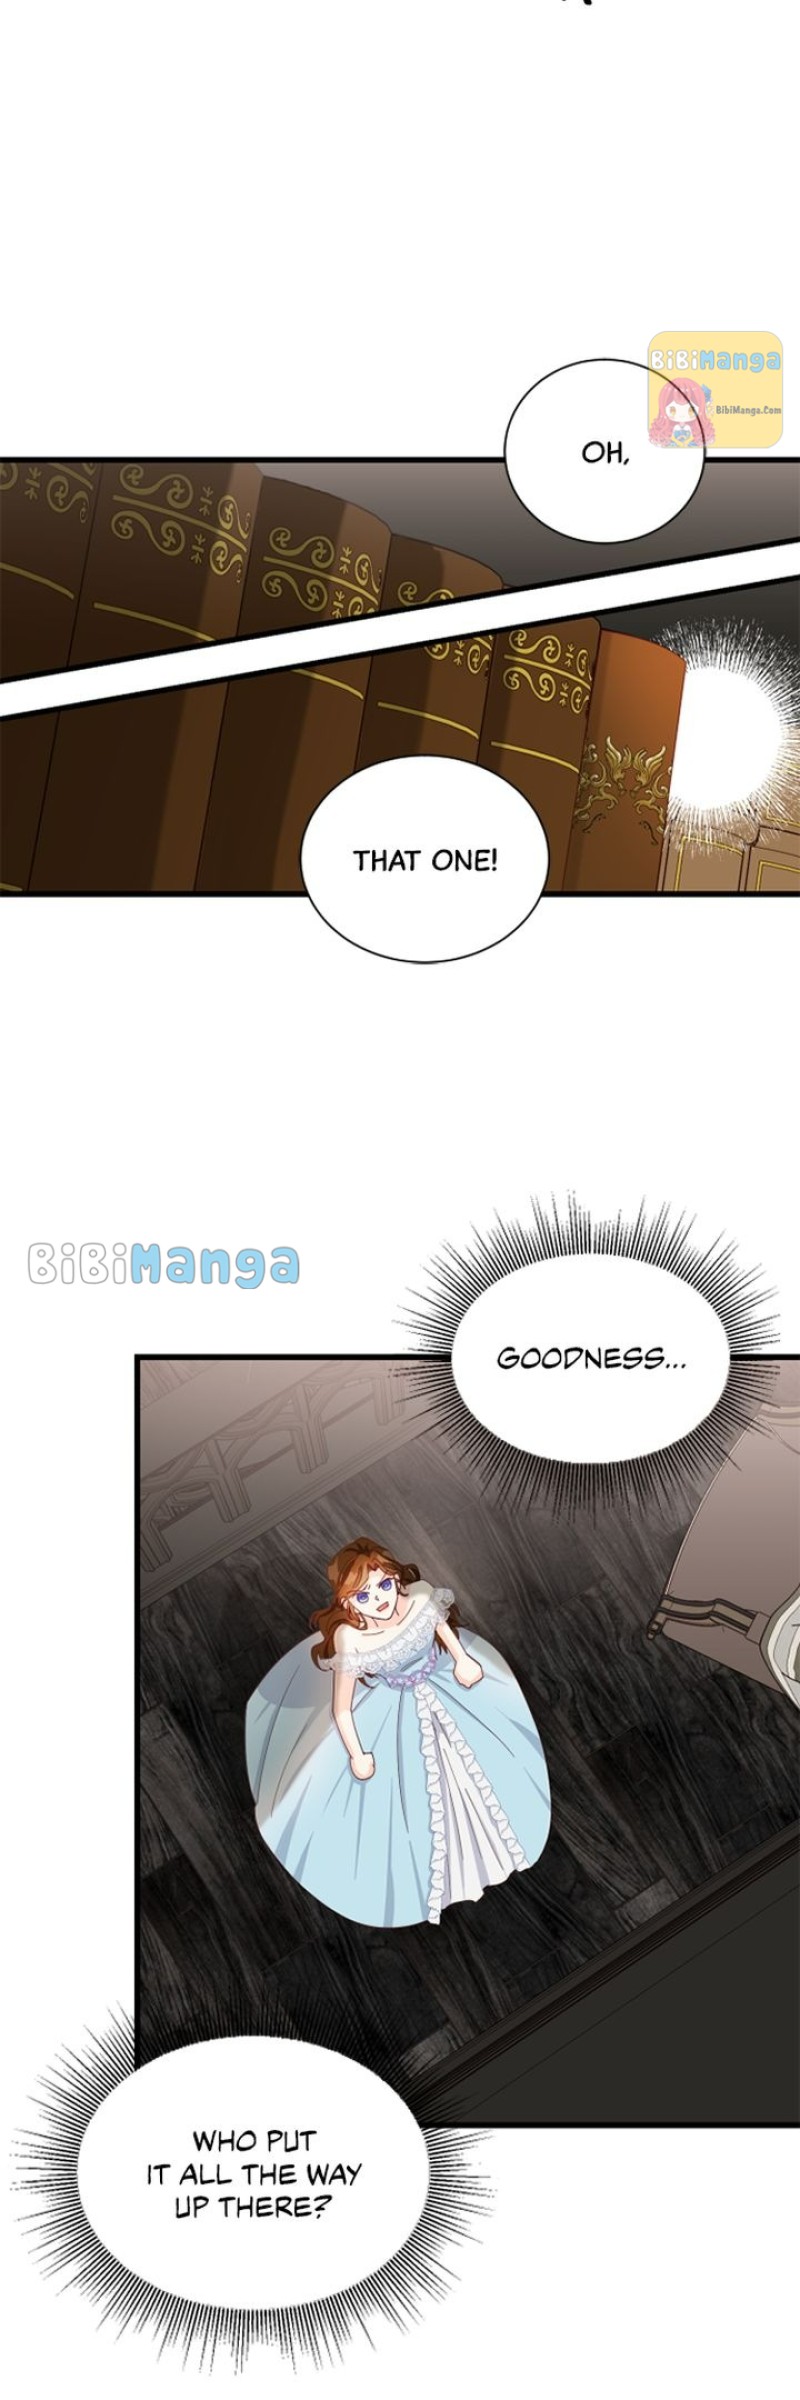 BiBiManga
BibiManga.Com
OH,
THAT ONE!
BiBiManga
GOODNESS...
WHO PUT
IT ALL THE WAY
UP THERE?